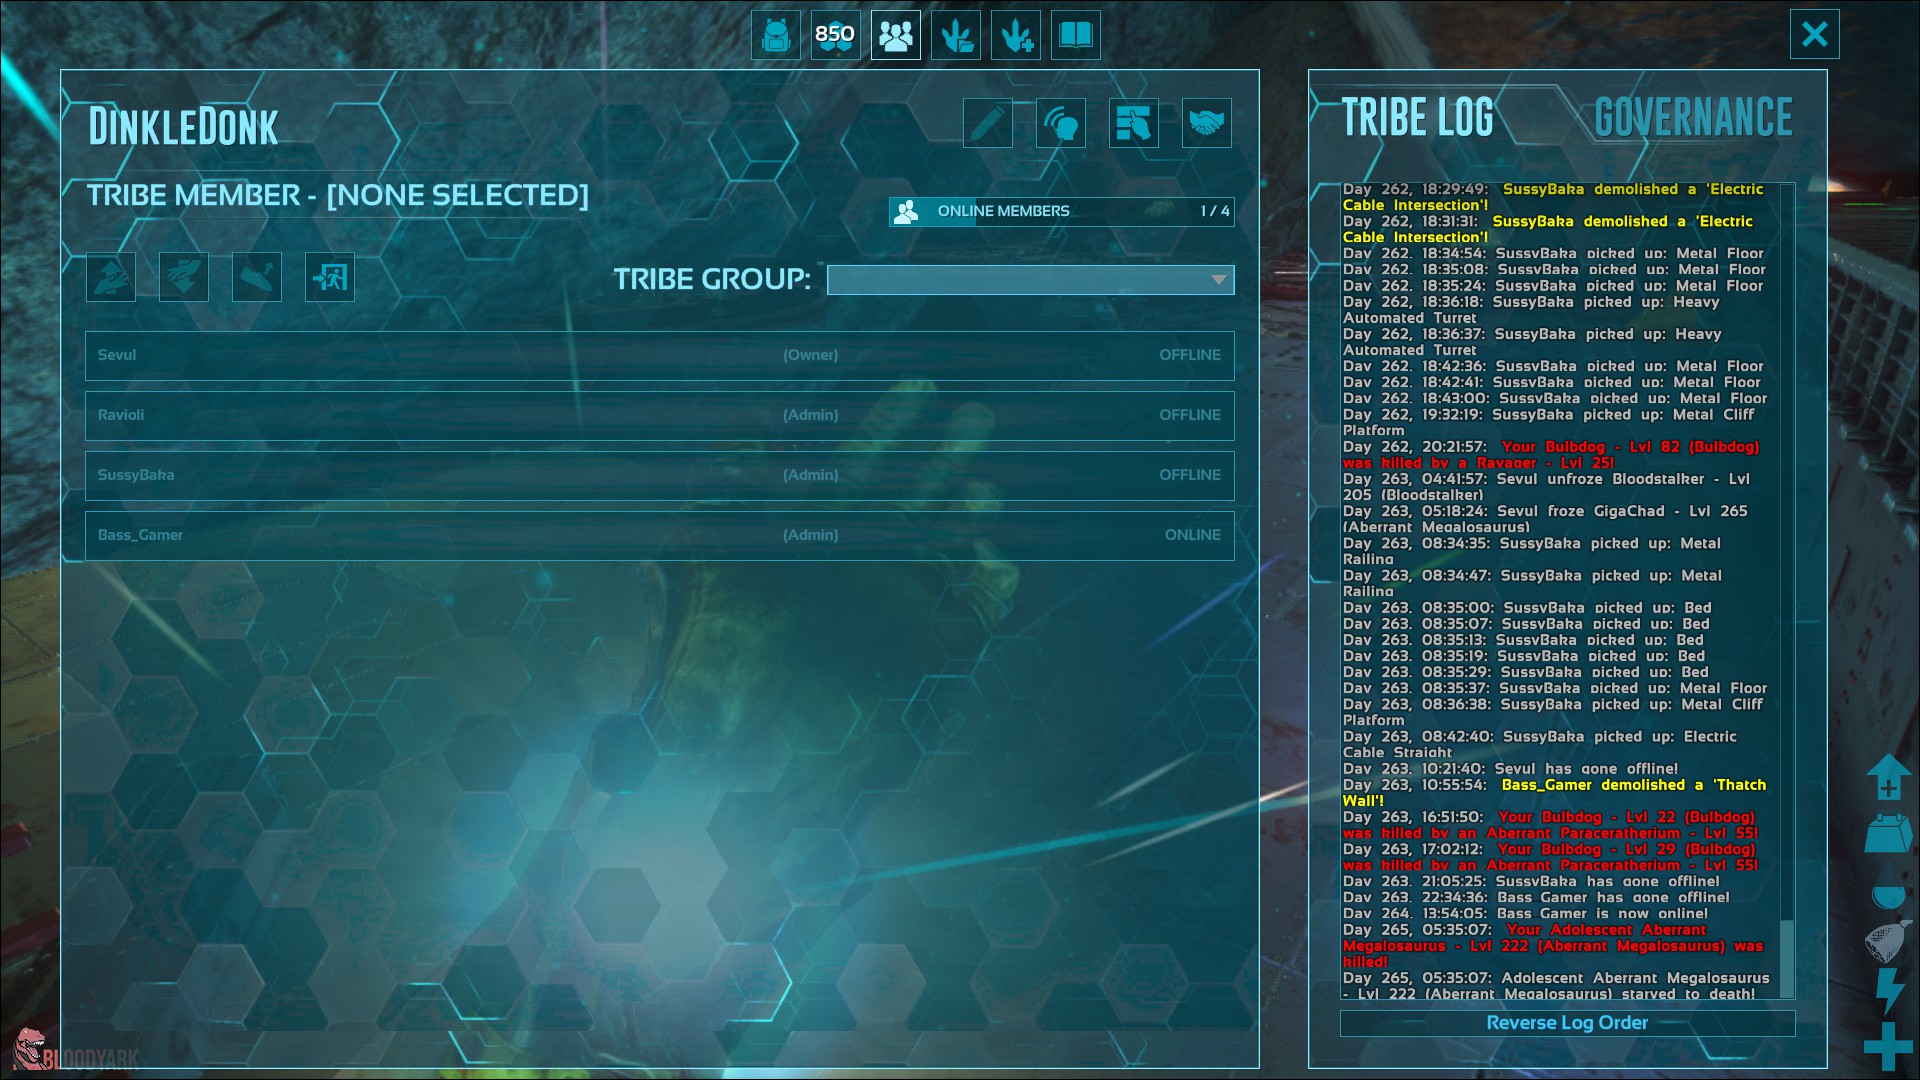 850
DINKLEDONK
TRIBE MEMBER - [NONE SELECTED]
ONLINE MEMBERS 1 / 4
TRIBE GROUP:
Sevul (Owner) OFFLINE
Ravioli (Admin) OFFLINE
SussyBaka (Admin) OFFLINE
Bass_Gamer (Admin) ONLINE
TRIBE LOG GOVERNANCE
Day 262, 18:29:49: SussyBaka demolished a 'Electric
Cable Intersection'!
Day 262, 18:31:31: SussyBaka demolished a 'Electric
Cable Intersection'!
Day 262, 18:34:54: SussyBaka picked up: Metal Floor
Day 262, 18:35:08: SussyBaka picked up: Metal Floor
Day 262, 18:35:24: SussyBaka picked up: Metal Floor
Day 262, 18:36:18: SussyBaka picked up: Heavy
Automated Turret
Day 262, 18:36:37: SussyBaka picked up: Heavy
Automated Turret
Day 262, 18:42:36: SussyBaka picked up: Metal Floor
Day 262, 18:42:41: SussyBaka picked up: Metal Floor
Day 262, 18:43:00: SussyBaka picked up: Metal Floor
Day 262, 19:32:19: SussyBaka picked up: Metal Cliff
Platform
Day 262, 20:21:57: Your Bulbdog - Lvl 82 (Bulbdog)
was killed by a Ravager - Lvl 25!
Day 263, 04:41:57: Sevul unfroze Bloodstalker - Lvl
205 (Bloodstalker)
Day 263, 05:18:24: Sevul froze GigaChad - Lvl 265
(Aberrant Megalosaurus)
Day 263, 08:34:35: SussyBaka picked up: Metal
Railing
Day 263, 08:34:47: SussyBaka picked up: Metal
Railing
Day 263, 08:35:00: SussyBaka picked up: Bed
Day 263, 08:35:07: SussyBaka picked up: Bed
Day 263, 08:35:13: SussyBaka picked up: Bed
Day 263, 08:35:19: SussyBaka picked up: Bed
Day 263, 08:35:29: SussyBaka picked up: Bed
Day 263, 08:35:37: SussyBaka picked up: Metal Floor
Day 263, 08:36:38: SussyBaka picked up: Metal Cliff
Platform
Day 263, 08:42:40: SussyBaka picked up: Electric
Cable Straight
Day 263, 10:21:40: Sevul has gone offline!
Day 263, 10:55:54: Bass_Gamer demolished a 'Thatch
Wall'!
Day 263, 16:51:50: Your Bulbdog - Lvl 22 (Bulbdog)
was killed by an Aberrant Paraceratherium - Lvl 55!
Day 263, 17:02:12: Your Bulbdog - Lvl 29 (Bulbdog)
was killed by an Aberrant Paraceratherium - Lvl 55!
Day 263, 21:05:25: SussyBaka has gone offline!
Day 263, 22:34:36: Bass_Gamer has gone offline!
Day 264, 13:54:05: Bass_Gamer is now online!
Day 265, 05:35:07: Your Adolescent Aberrant
Megalosaurus - Lvl 222 (Aberrant Megalosaurus) was
killed!
Day 265, 05:35:07: Adolescent Aberrant Megalosaurus
- Lvl 222 (Aberrant Megalosaurus) starved to death!
Reverse Log Order
BLOODYARK